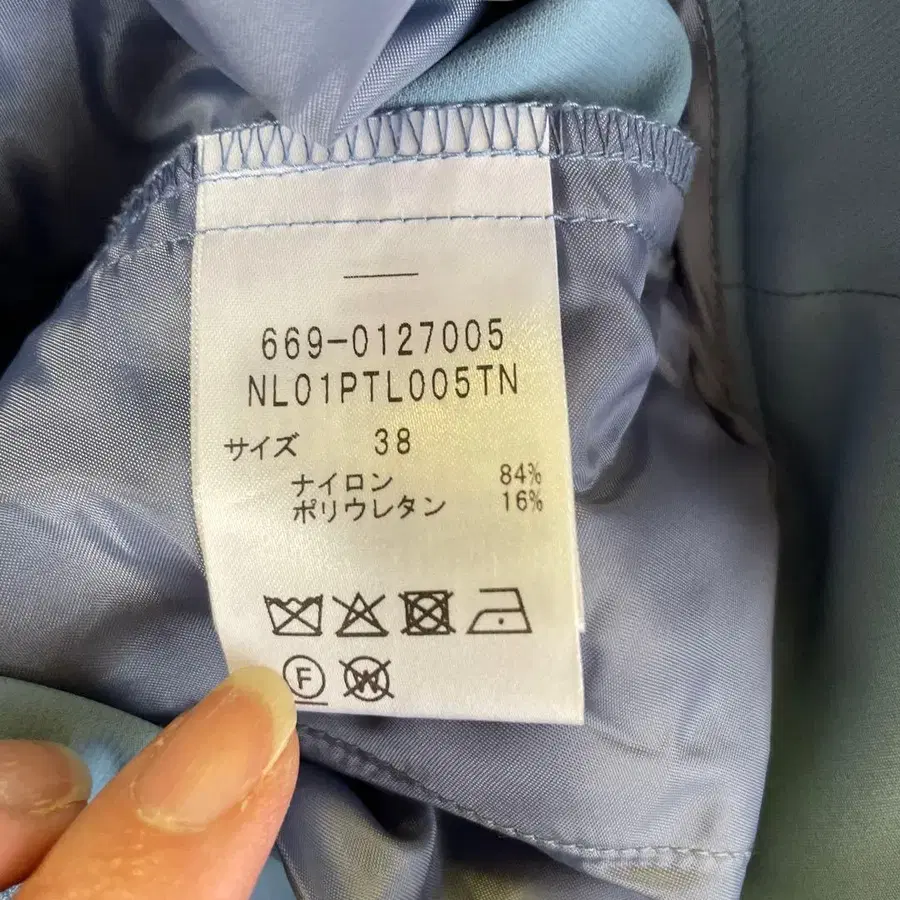 669-0127005
NL01PTL005TN
サイズ 38
ナイロン 84%
ポリウレタン 16%
F
W